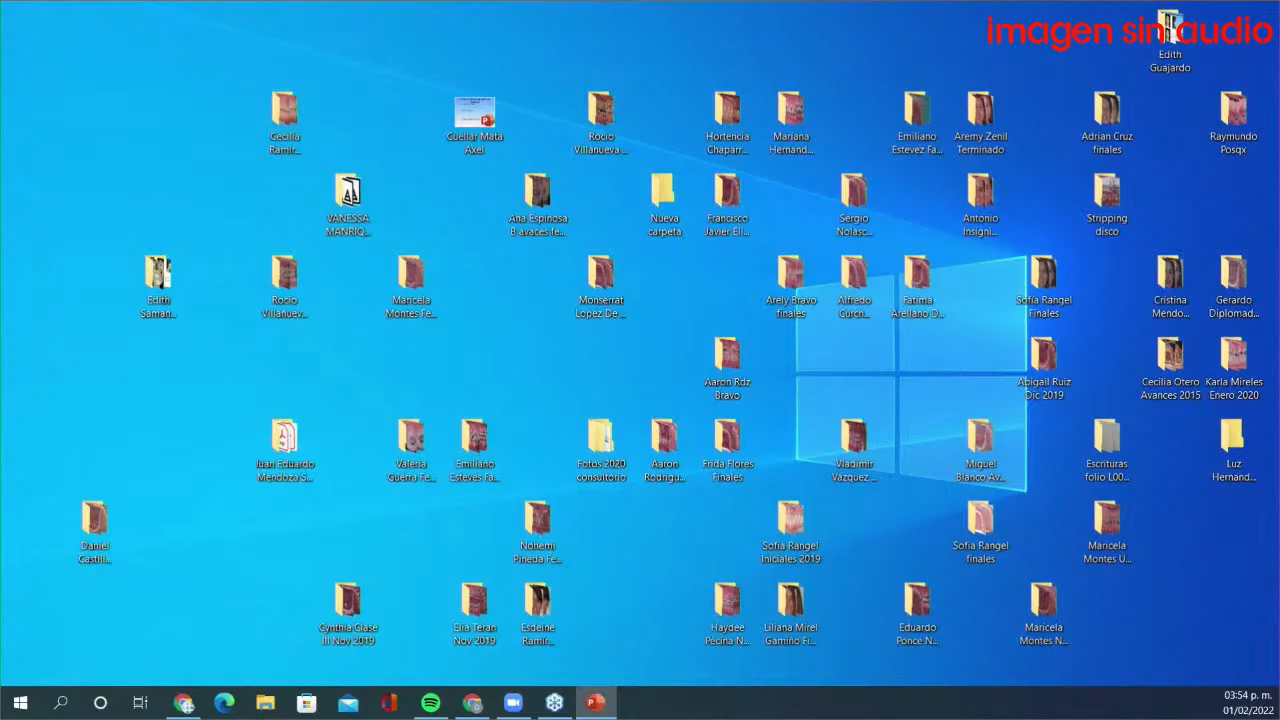 imagen sin audio
Edith
Guajardo
Cecilia
Ramir...
Cuellar Mata
Axel
Rocio
Villanueva ...
Hortencia
Chaparr...
Mariana
Hernand...
Emiliano
Estevez Fa...
Aremy Zenil
Terminado
Adrian Cruz
finales
Raymundo
Posqx
VANESSA
MANRIQ...
Ana Espinosa
B avaces fe...
Nueva
carpeta
Francisco
Javier Eli...
Sergio
Nolasc...
Antonio
Insigni...
Stripping
disco
Edith
Saman...
Rocio
Villanuev...
Maricela
Montes Fe...
Monserrat
Lopez De ...
Arely Bravo
finales
Alfredo
Curch...
Fatima
Arellano D...
Sofia Rangel
Finales
Cristina
Mendo...
Gerardo
Diplomad...
Aaron Rdz
Bravo
Abigail Ruiz
Dic 2019
Cecilia Otero
Avances 2015
Karla Mireles
Enero 2020
Juan Eduardo
Mendoza S...
Valeria
Guerra Fe...
Emiliano
Esteves Fa...
Fotos 2020
consultorio
Aaron
Rodrigu...
Frida Flores
Finales
Vladimir
Vazquez ...
Miguel
Blanco Av...
Escrituras
folio L00...
Luz
Hernand...
Daniel
Castill...
Nohemi
Pineda Fe...
Sofia Rangel
Iniciales 2019
Sofia Rangel
finales
Maricela
Montes U...
Cynthia Clase
III Nov 2019
Ella Teran
Nov 2019
Esdeine
Ramir...
Haydee
Pecina N...
Liliana Mirel
Gamiño Fi...
Eduardo
Ponce N...
Maricela
Montes N...
03:54 p. m.
01/02/2022